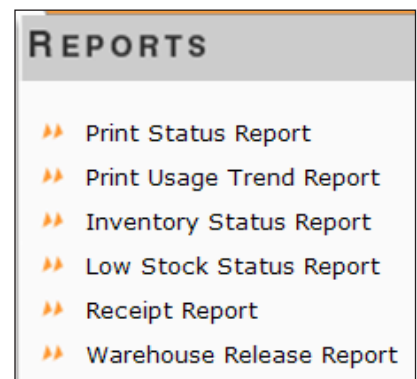 REPORTS
Print Status Report
Print Usage Trend Report
Inventory Status Report
Low Stock Status Report
Receipt Report
Warehouse Release Report